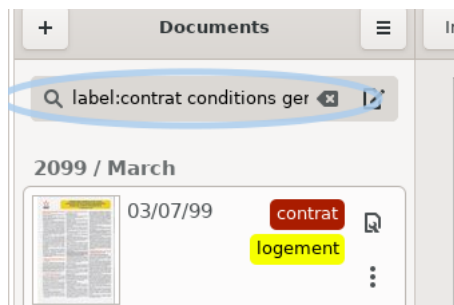 Documents
label:contrat conditions ger
2099 / March
03/07/99
contrat
logement